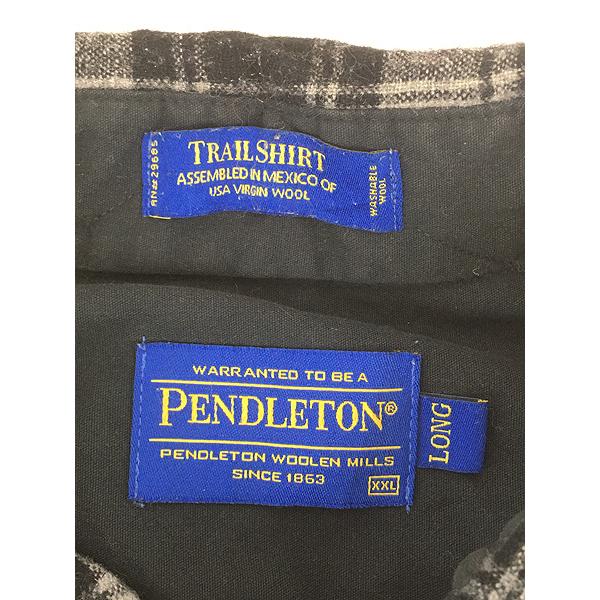 TRAILSHIRT
ASSEMBLED IN MEXICO OF
USA VIRGIN WOOL
RN# 29685
WASHABLE
WOOL
WARRANTED TO BE A
PENDLETON®
PENDLETON WOOLEN MILLS
SINCE 1863
XXL
LONG